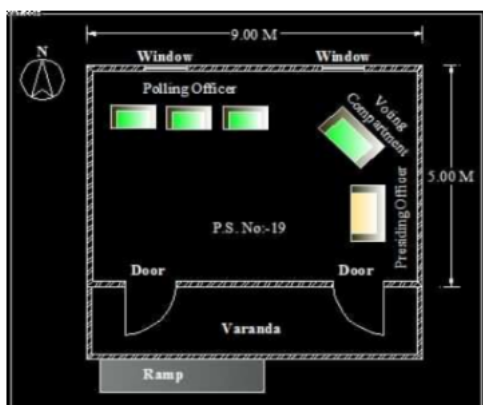 9.00 M
N
Window
Window
Polling Officer
Voting
Compartment
5.00 M
Presiding Officer
P.S. No:-19
Door
Door
Varanda
Ramp